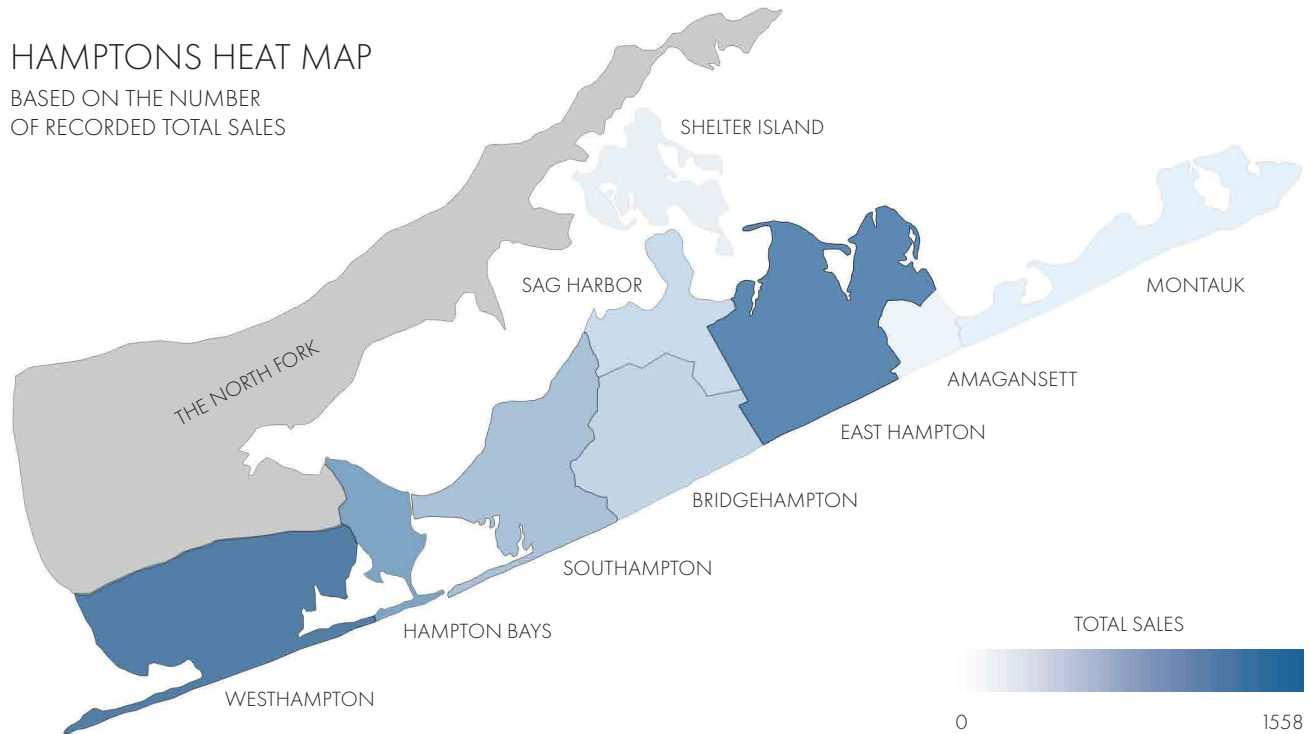 HAMPTONS HEAT MAP
BASED ON THE NUMBER
OF RECORDED TOTAL SALES
SHELTER ISLAND
SAG HARBOR
MONTAUK
THE NORTH FORK
AMAGANSETT
EAST HAMPTON
BRIDGEHAMPTON
SOUTHAMPTON
HAMPTON BAYS
WESTHAMPTON
TOTAL SALES
0 1558